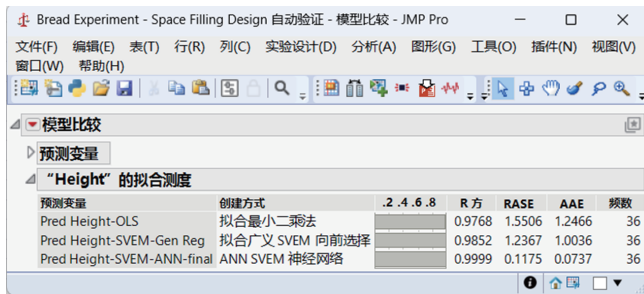 Bread Experiment - Space Filling Design 自动验证 - 模型比较 - JMP Pro
文件(F) 编辑(E) 表(T) 行(R) 列(C) 实验设计(D) 分析(A) 图形(G) 工具(O) 插件(N) 视图(V)
窗口(W) 帮助(H)
模型比较
预测变量
“Height”的拟合测度
预测变量 创建方式 .2 .4 .6 .8 R 方 RASE AAE 频数
Pred Height-OLS 拟合最小二乘法 0.9768 1.5506 1.2466 36
Pred Height-SVEM-Gen Reg 拟合广义 SVEM 向前选择 0.9852 1.2367 1.0036 36
Pred Height-SVEM-ANN-final ANN SVEM 神经网络 0.9999 0.1175 0.0737 36